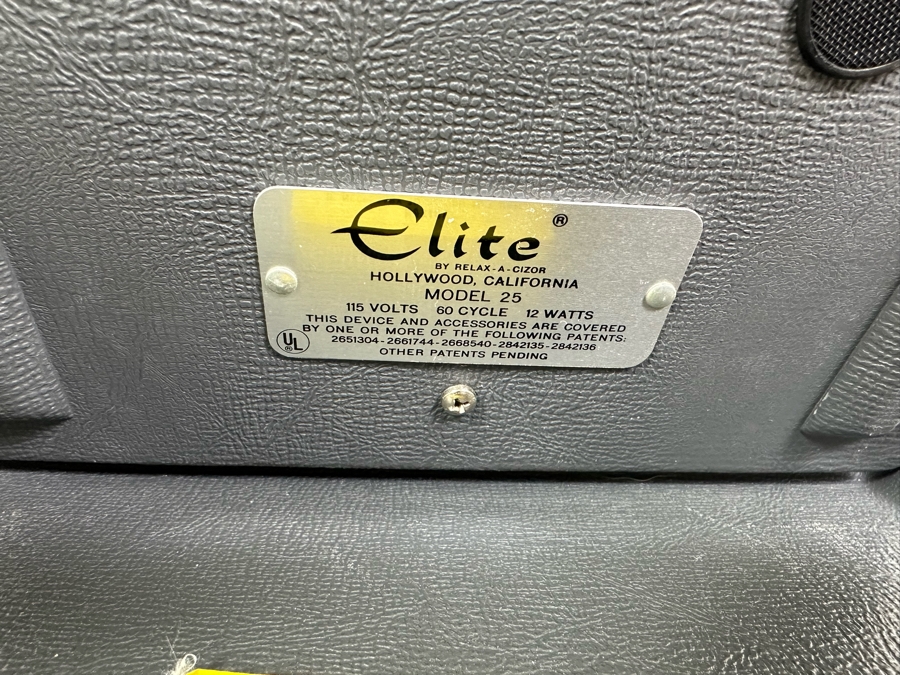 Elite ®
BY RELAX-A-CIZOR
HOLLYWOOD, CALIFORNIA
MODEL 25
115 VOLTS 60 CYCLE 12 WATTS
THIS DEVICE AND ACCESSORIES ARE COVERED
BY ONE OR MORE OF THE FOLLOWING PATENTS:
UL ® 2651304-2661744-2668540-2842135-2842136
OTHER PATENTS PENDING